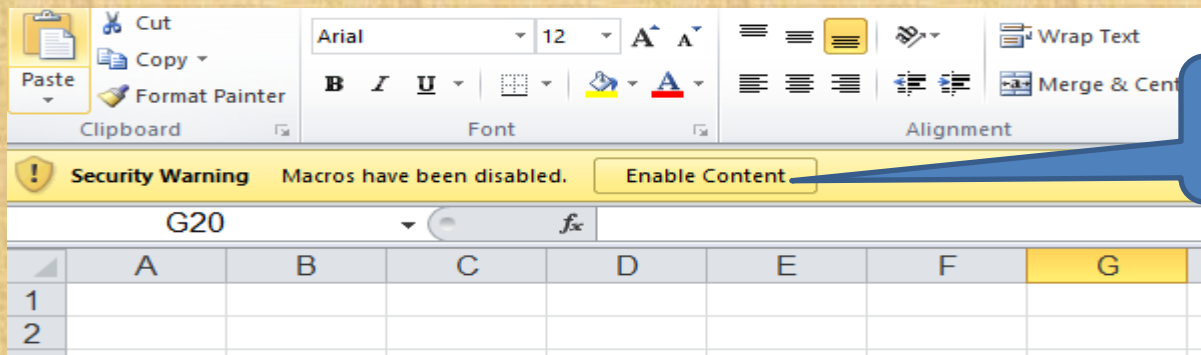 Cut
Arial 12 A A Wrap Text
Copy
Paste B I U A Merge & Cent
Format Painter
Clipboard Font Alignment
Security Warning Macros have been disabled. Enable Content
G20 fx
A B C D E F G
1
2